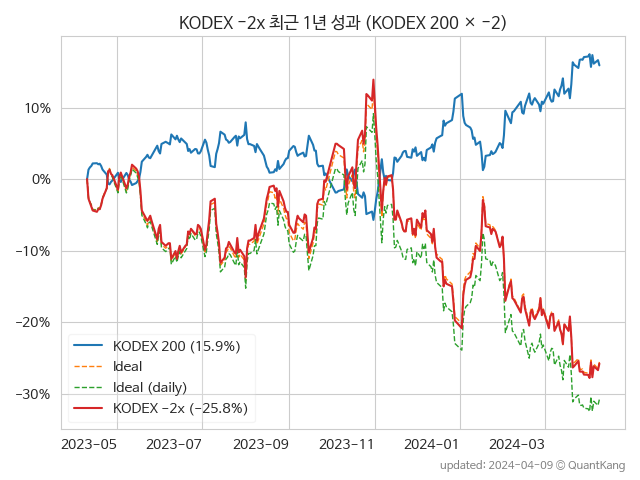 KODEX -2x 최근 1년 성과 (KODEX 200 × -2)
10%
0%
-10%
-20%
-30%
KODEX 200 (15.9%)
Ideal
Ideal (daily)
KODEX -2x (-25.8%)
2023-05 2023-07 2023-09 2023-11 2024-01 2024-03
updated: 2024-04-09 © QuantKang